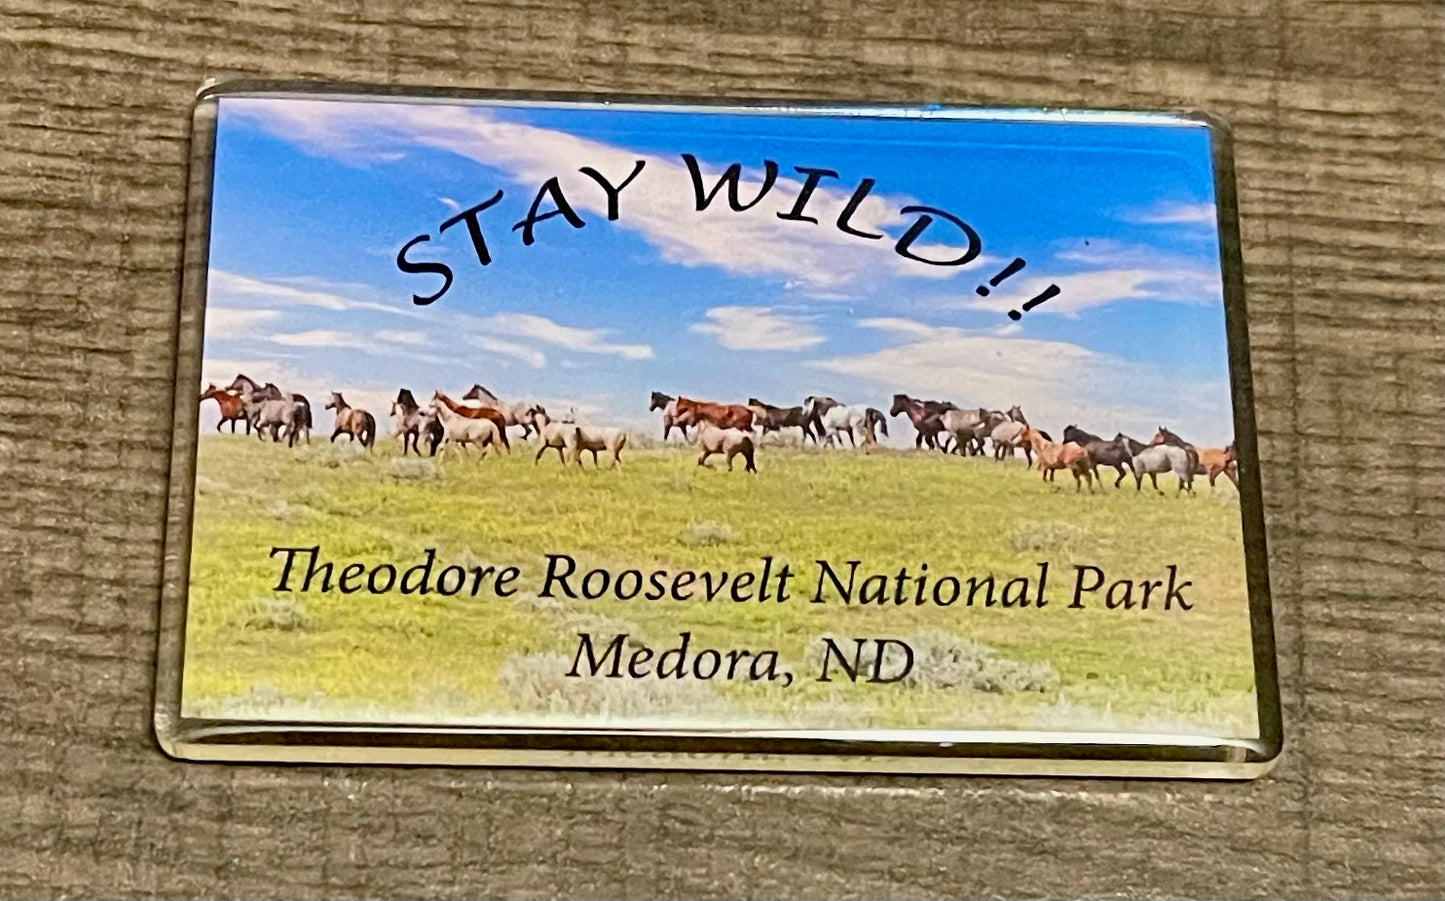 STAY WILD!!
Theodore Roosevelt National Park
Medora, ND